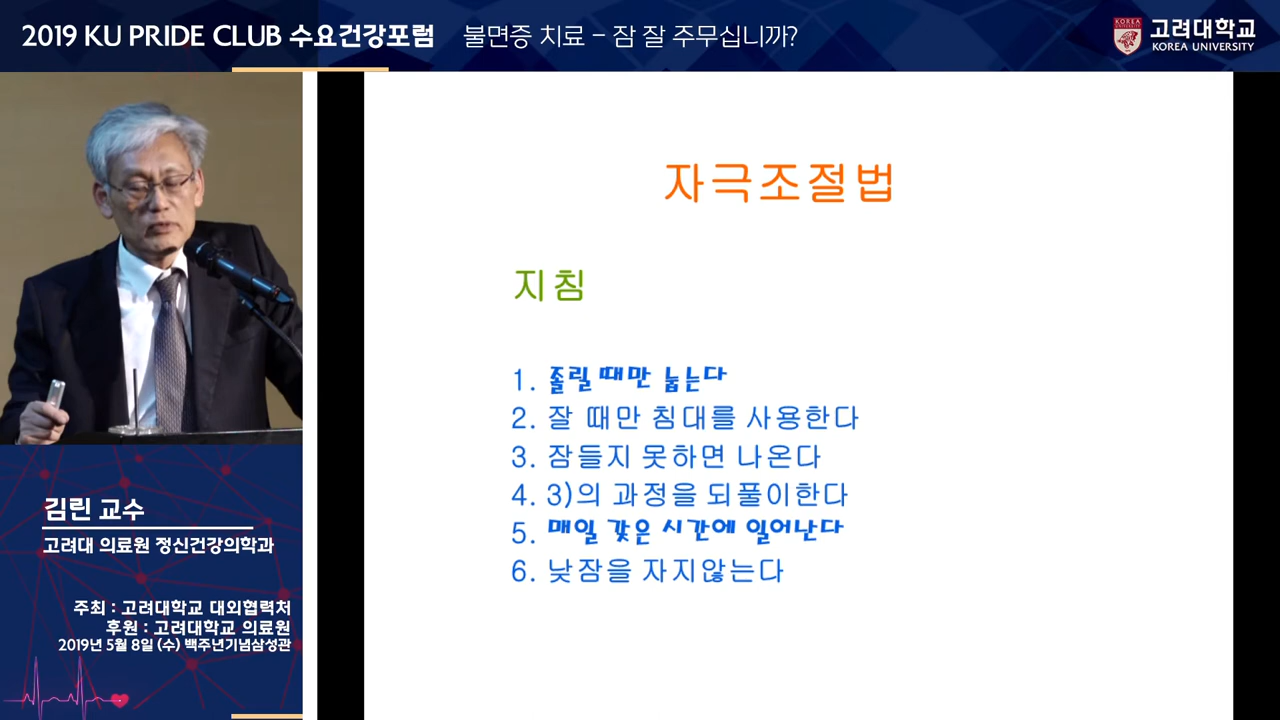 2019 KU PRIDE CLUB 수요건강포럼 불면증 치료 – 잠 잘 주무십니까?
KOREA
고려대학교
KOREA UNIVERSITY
자극조절법
지침
1. 졸릴 때만 눕는다
2. 잘 때만 침대를 사용한다
3. 잠들지 못하면 나온다
4. 3)의 과정을 되풀이한다
5. 매일 같은 시간에 일어난다
6. 낮잠을 자지않는다
김린 교수
고려대 의료원 정신건강의학과
주최 : 고려대학교 대외협력처
후원 : 고려대학교 의료원
2019년 5월 8일 (수) 백주년기념삼성관